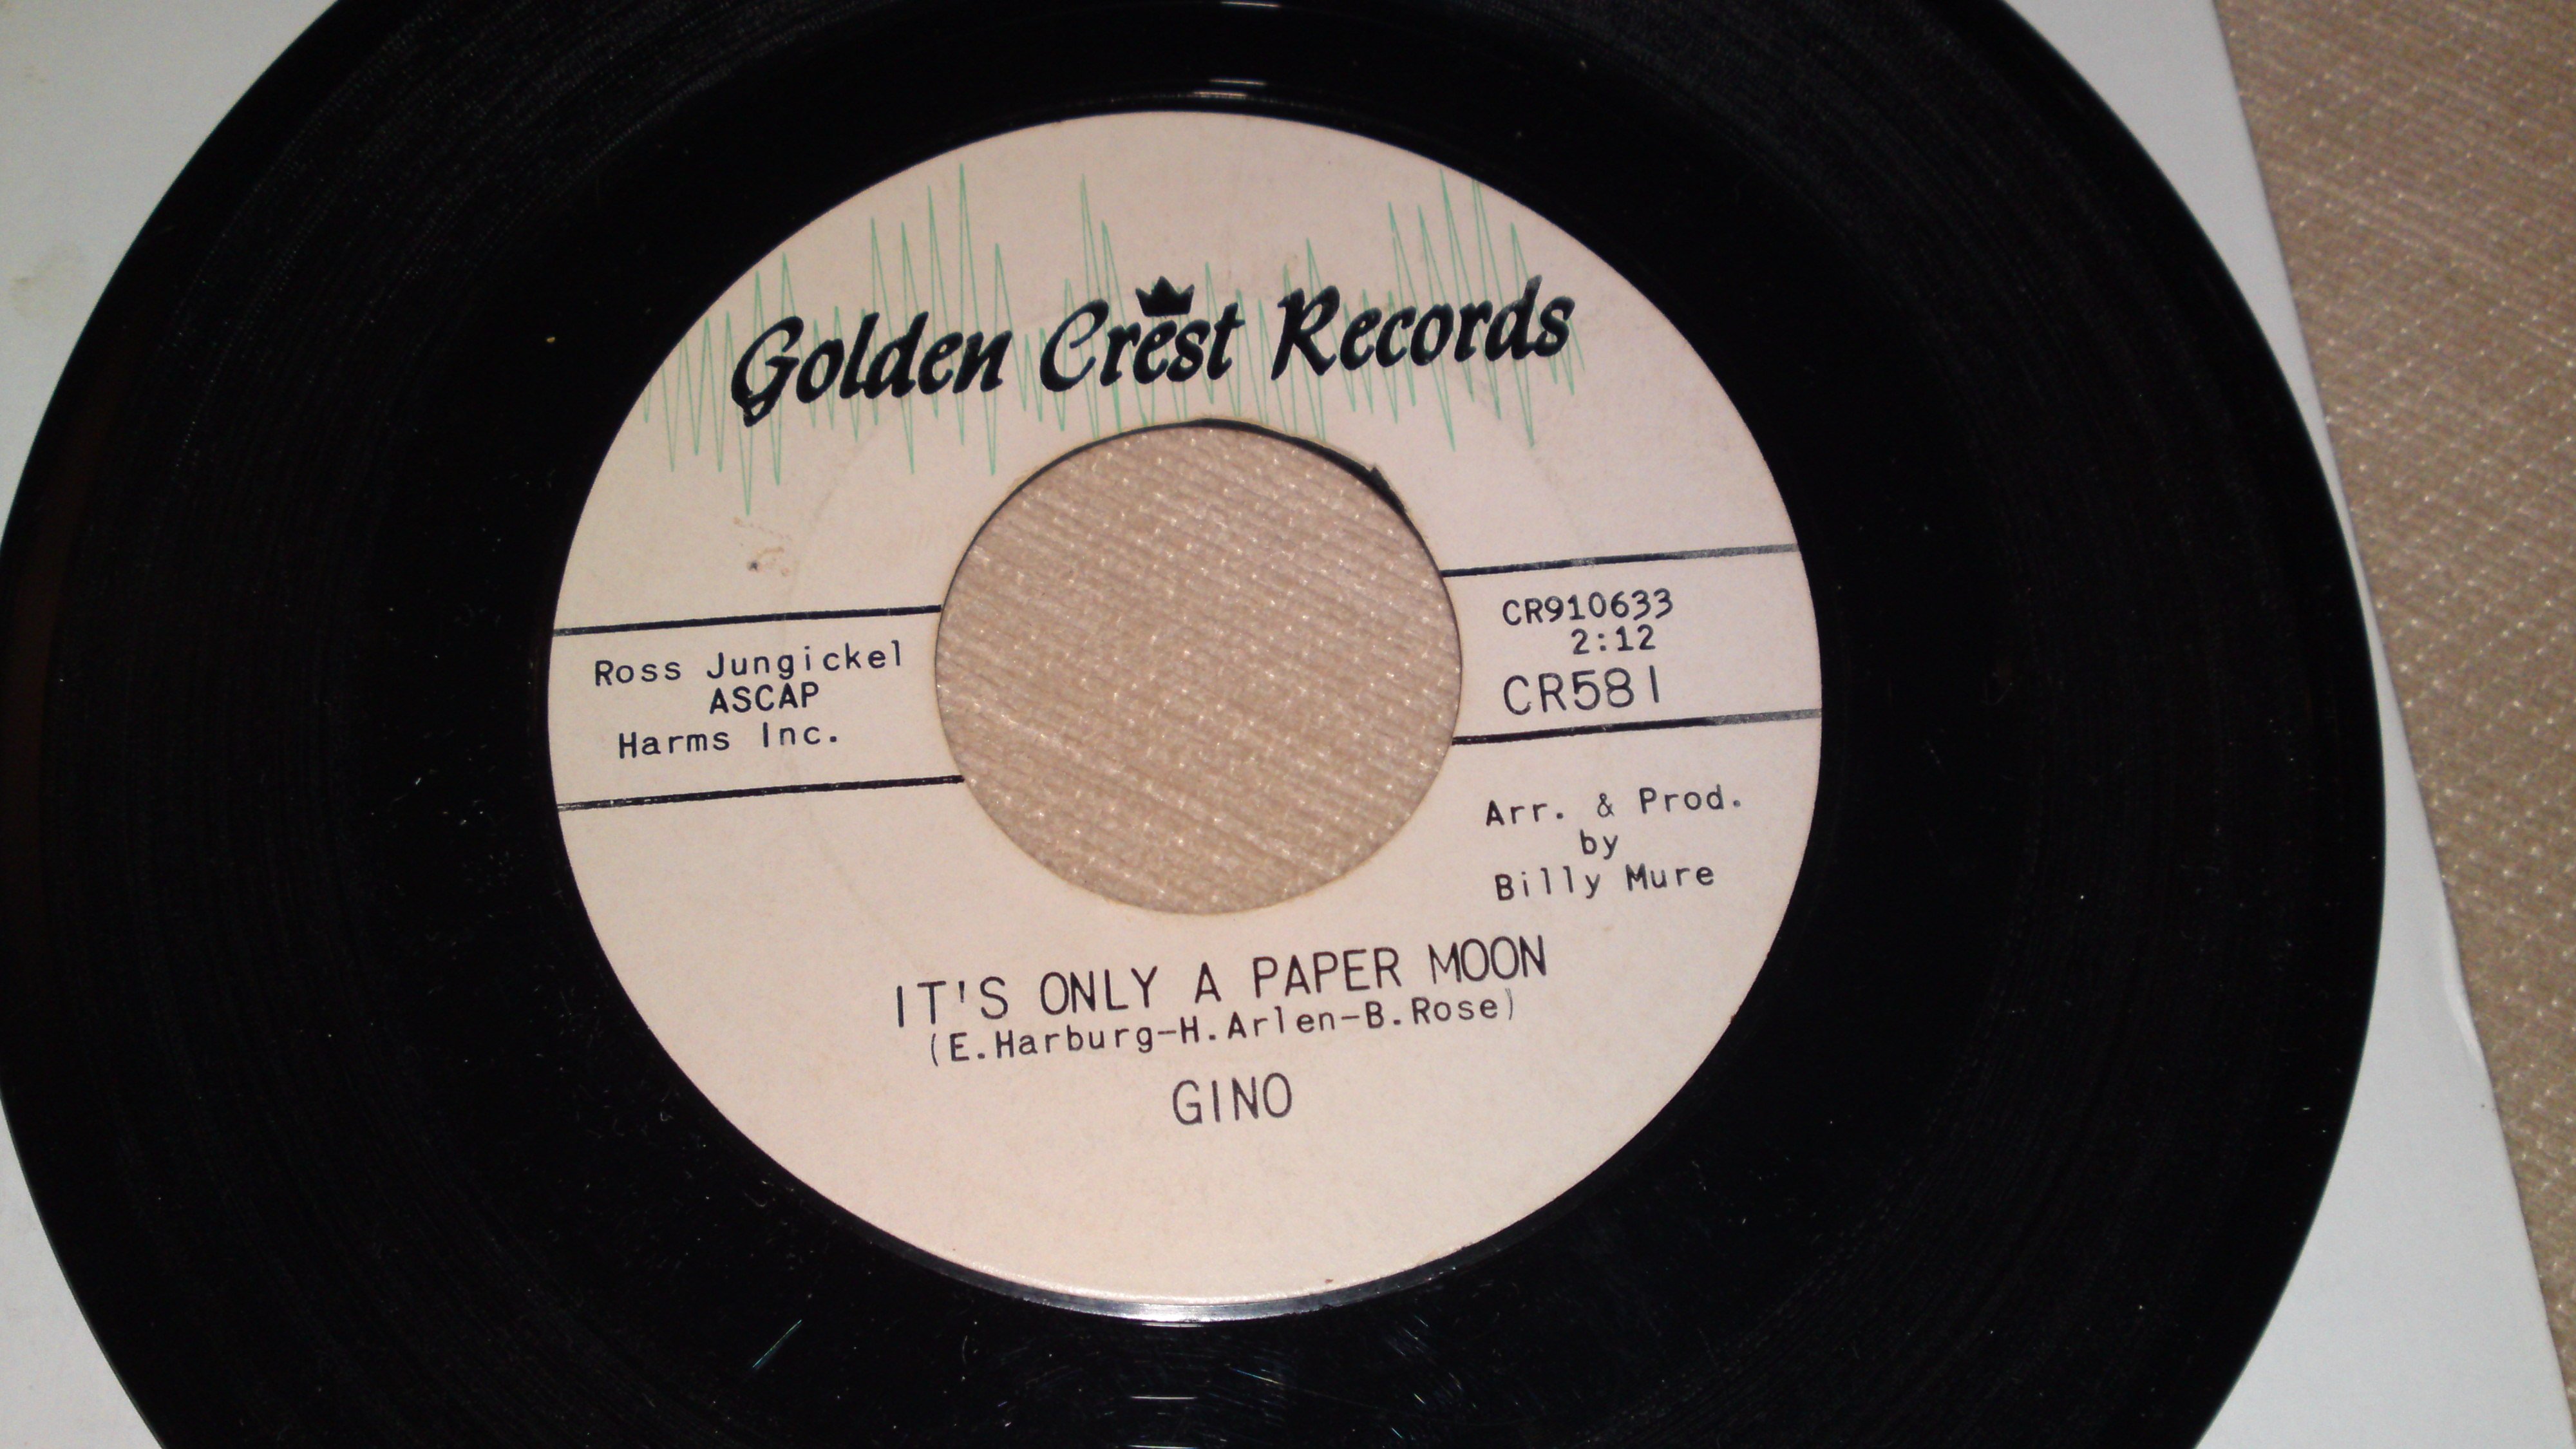 Golden Crest Records
Ross Jungickel
ASCAP
Harms Inc.
CR910633
2:12
CR581
Arr. & Prod.
by
Billy Mure
IT'S ONLY A PAPER MOON
(E.Harburg-H.Arlen-B.Rose)
GINO